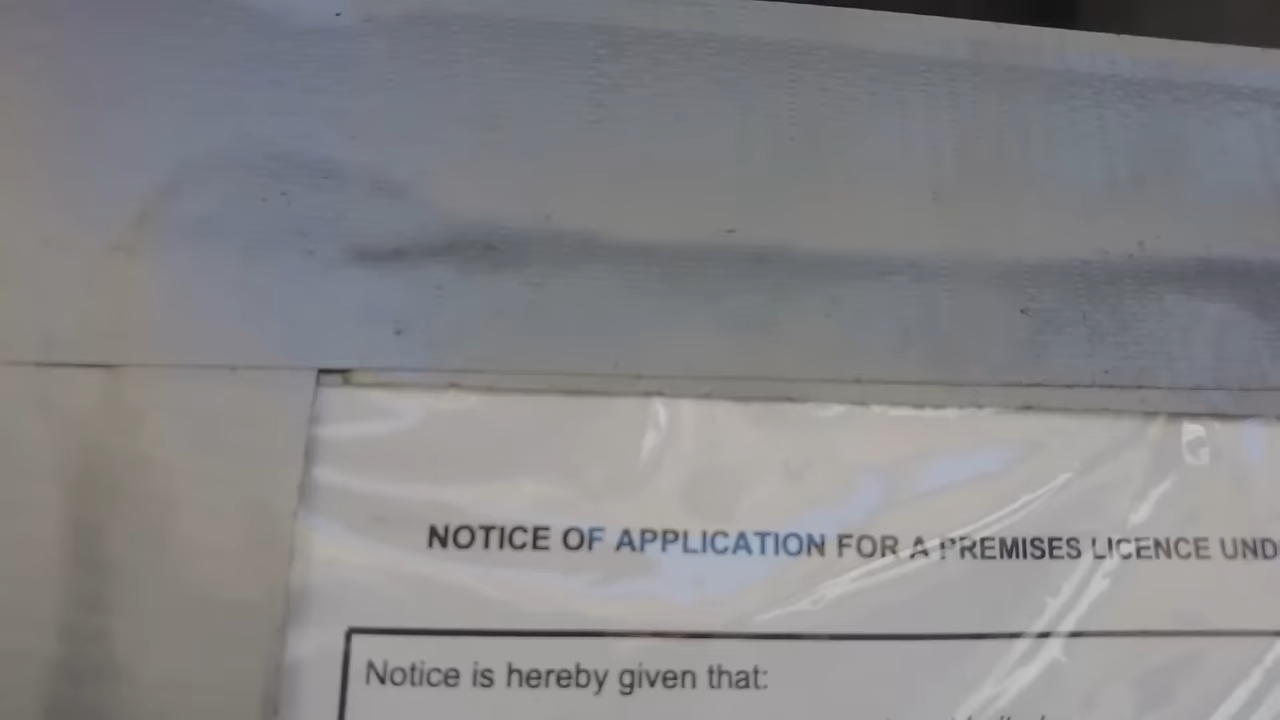 NOTICE OF APPLICATION FOR A PREMISES LICENCE UND
Notice is hereby given that: